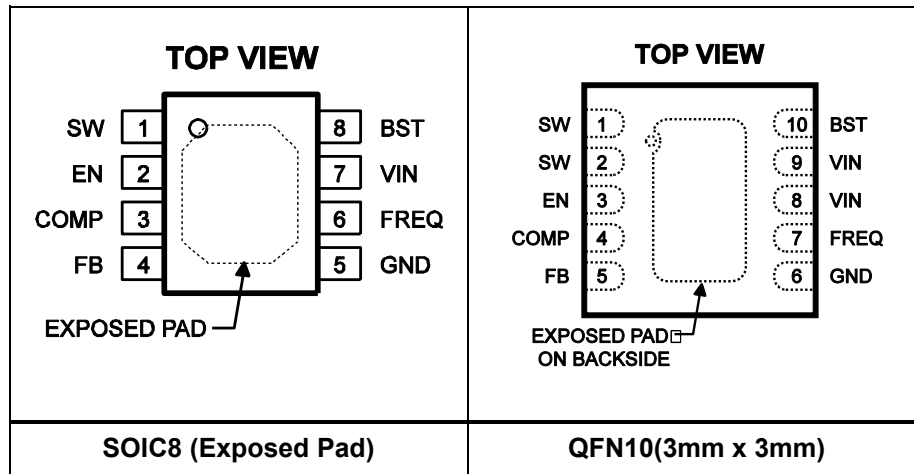 TOP VIEW
SW 1 8 BST
EN 2 7 VIN
COMP 3 6 FREQ
FB 4 5 GND
EXPOSED PAD
SOIC8 (Exposed Pad)
TOP VIEW
SW 1 10 BST
SW 2 9 VIN
EN 3 8 VIN
COMP 4 7 FREQ
FB 5 6 GND
EXPOSED PAD
ON BACKSIDE
QFN10(3mm x 3mm)